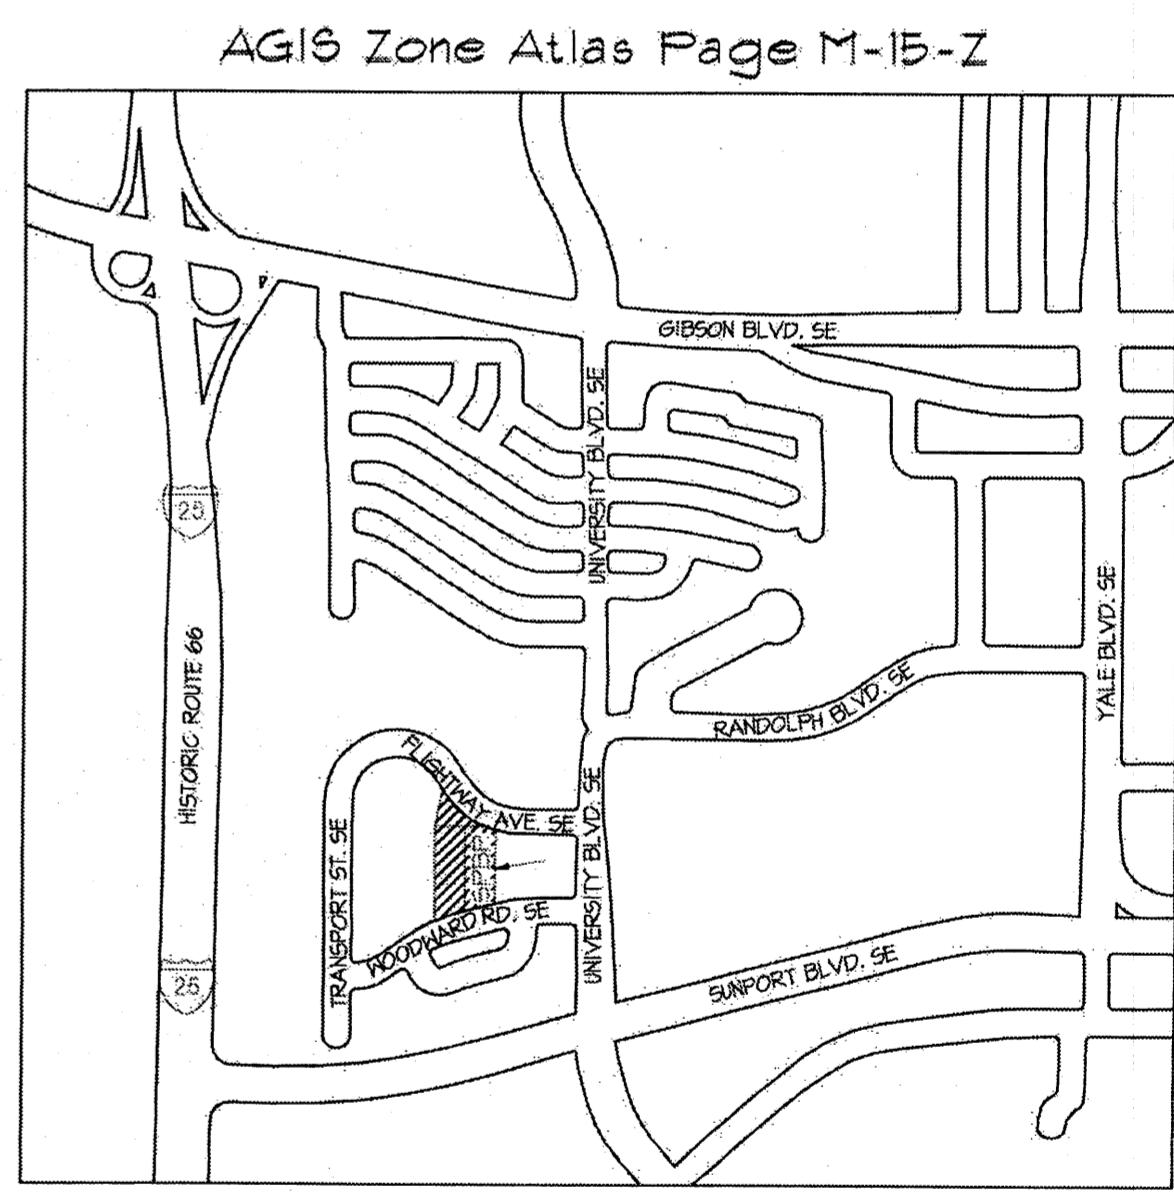 AGIS Zone Atlas Page M-15-Z
GIBSON BLVD. SE
UNIVERSITY BLVD. SE
25
YALE BLVD. SE
HISTORIC ROUTE 66
RANDOLPH BLVD. SE
FLIGHTWAY AVE. SE
UNIVERSITY BLVD. SE
TRANSPORT ST. SE
WOODWARD RD. SE
SUNPORT BLVD. SE
25